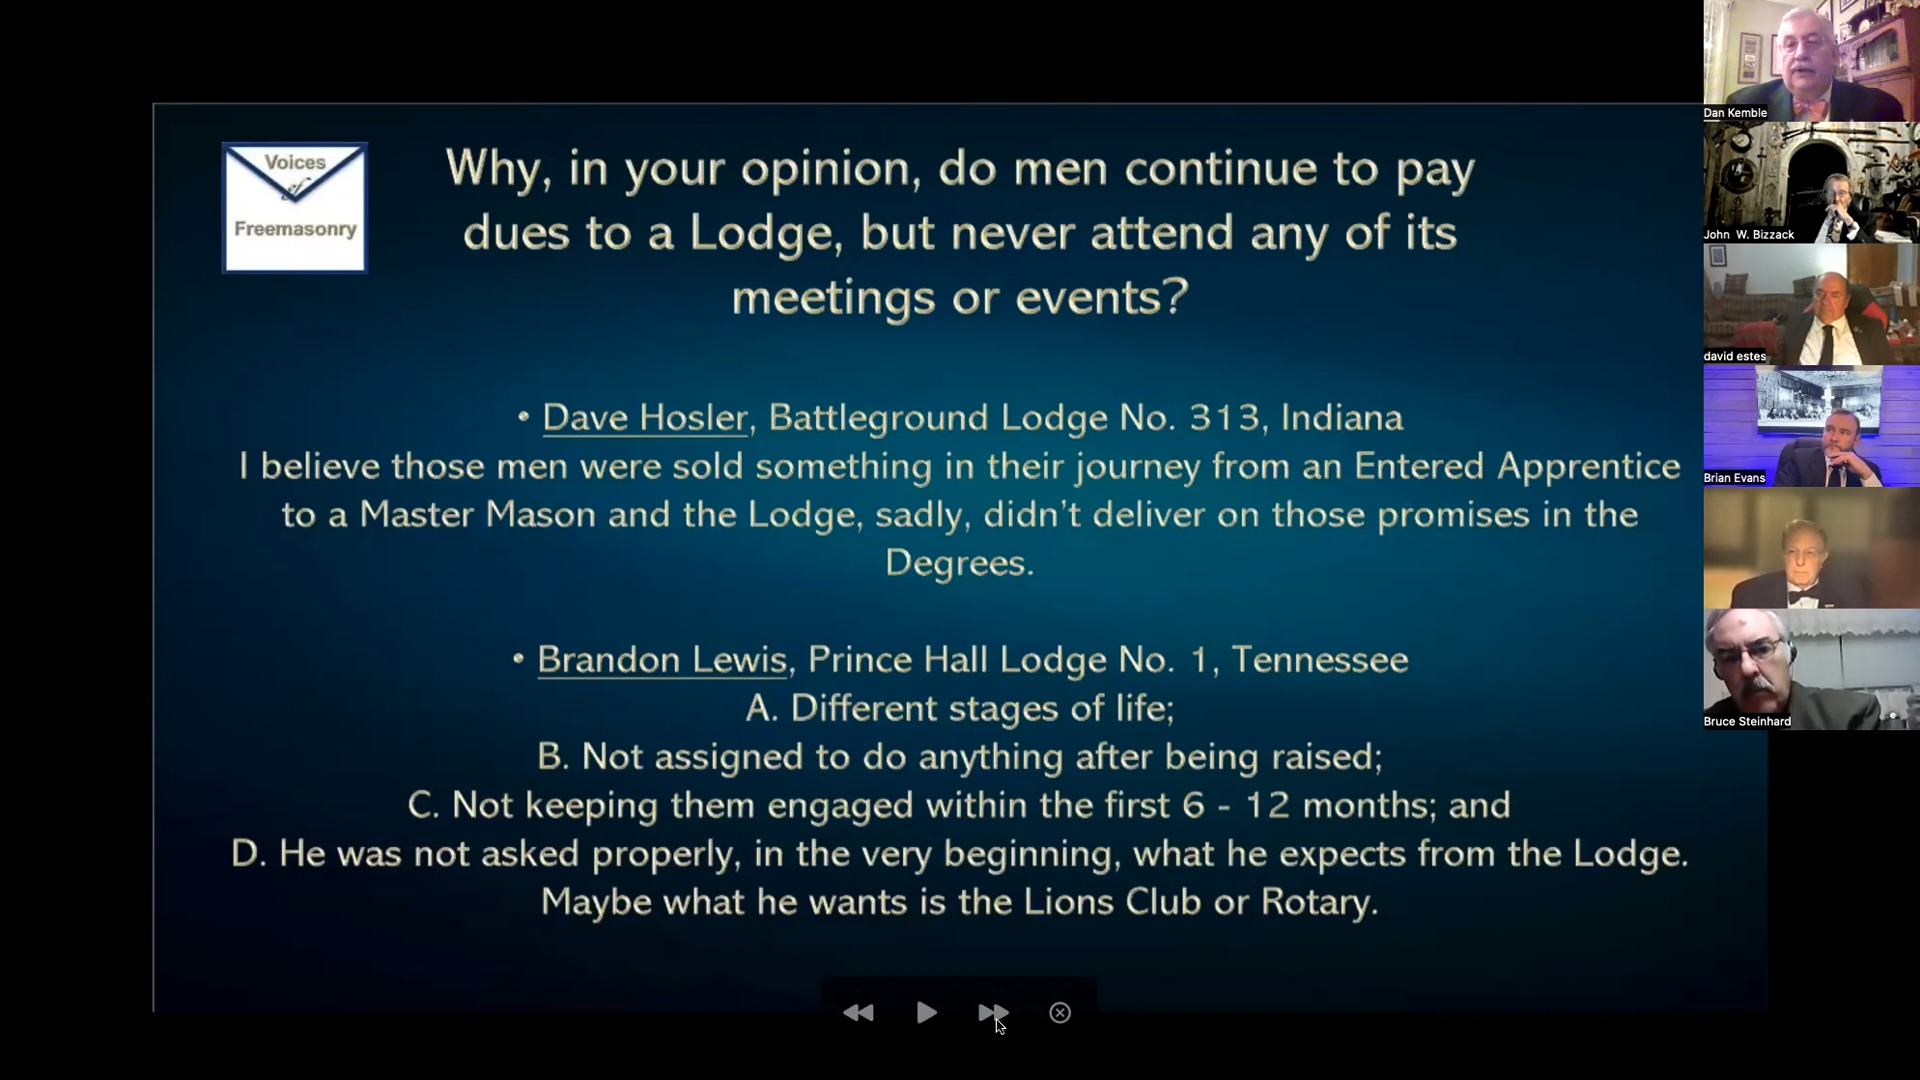 Voices
of
Freemasonry
Why, in your opinion, do men continue to pay
dues to a Lodge, but never attend any of its
meetings or events?
• Dave Hosler, Battleground Lodge No. 313, Indiana
I believe those men were sold something in their journey from an Entered Apprentice
to a Master Mason and the Lodge, sadly, didn't deliver on those promises in the
Degrees.
• Brandon Lewis, Prince Hall Lodge No. 1, Tennessee
A. Different stages of life;
B. Not assigned to do anything after being raised;
C. Not keeping them engaged within the first 6 - 12 months; and
D. He was not asked properly, in the very beginning, what he expects from the Lodge.
Maybe what he wants is the Lions Club or Rotary.
Dan Kemble
John W. Bizzack
david estes
Brian Evans
Bruce Steinhard